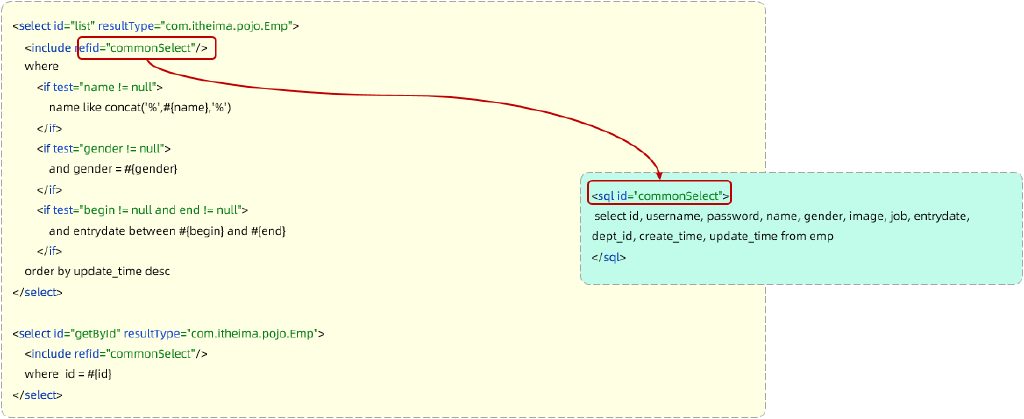 <select id="list" resultType="com.itheima.pojo.Emp">
<include refid="commonSelect"/>
where
<if test="name != null">
name like concat('%',#{name},'%')
</if>
<if test="gender != null">
and gender = #{gender}
</if>
<if test="begin != null and end != null">
and entrydate between #{begin} and #{end}
</if>
order by update_time desc
</select>
<select id="getById" resultType="com.itheima.pojo.Emp">
<include refid="commonSelect"/>
where id = #{id}
</select>
<sql id="commonSelect">
select id, username, password, name, gender, image, job, entrydate,
dept_id, create_time, update_time from emp
</sql>